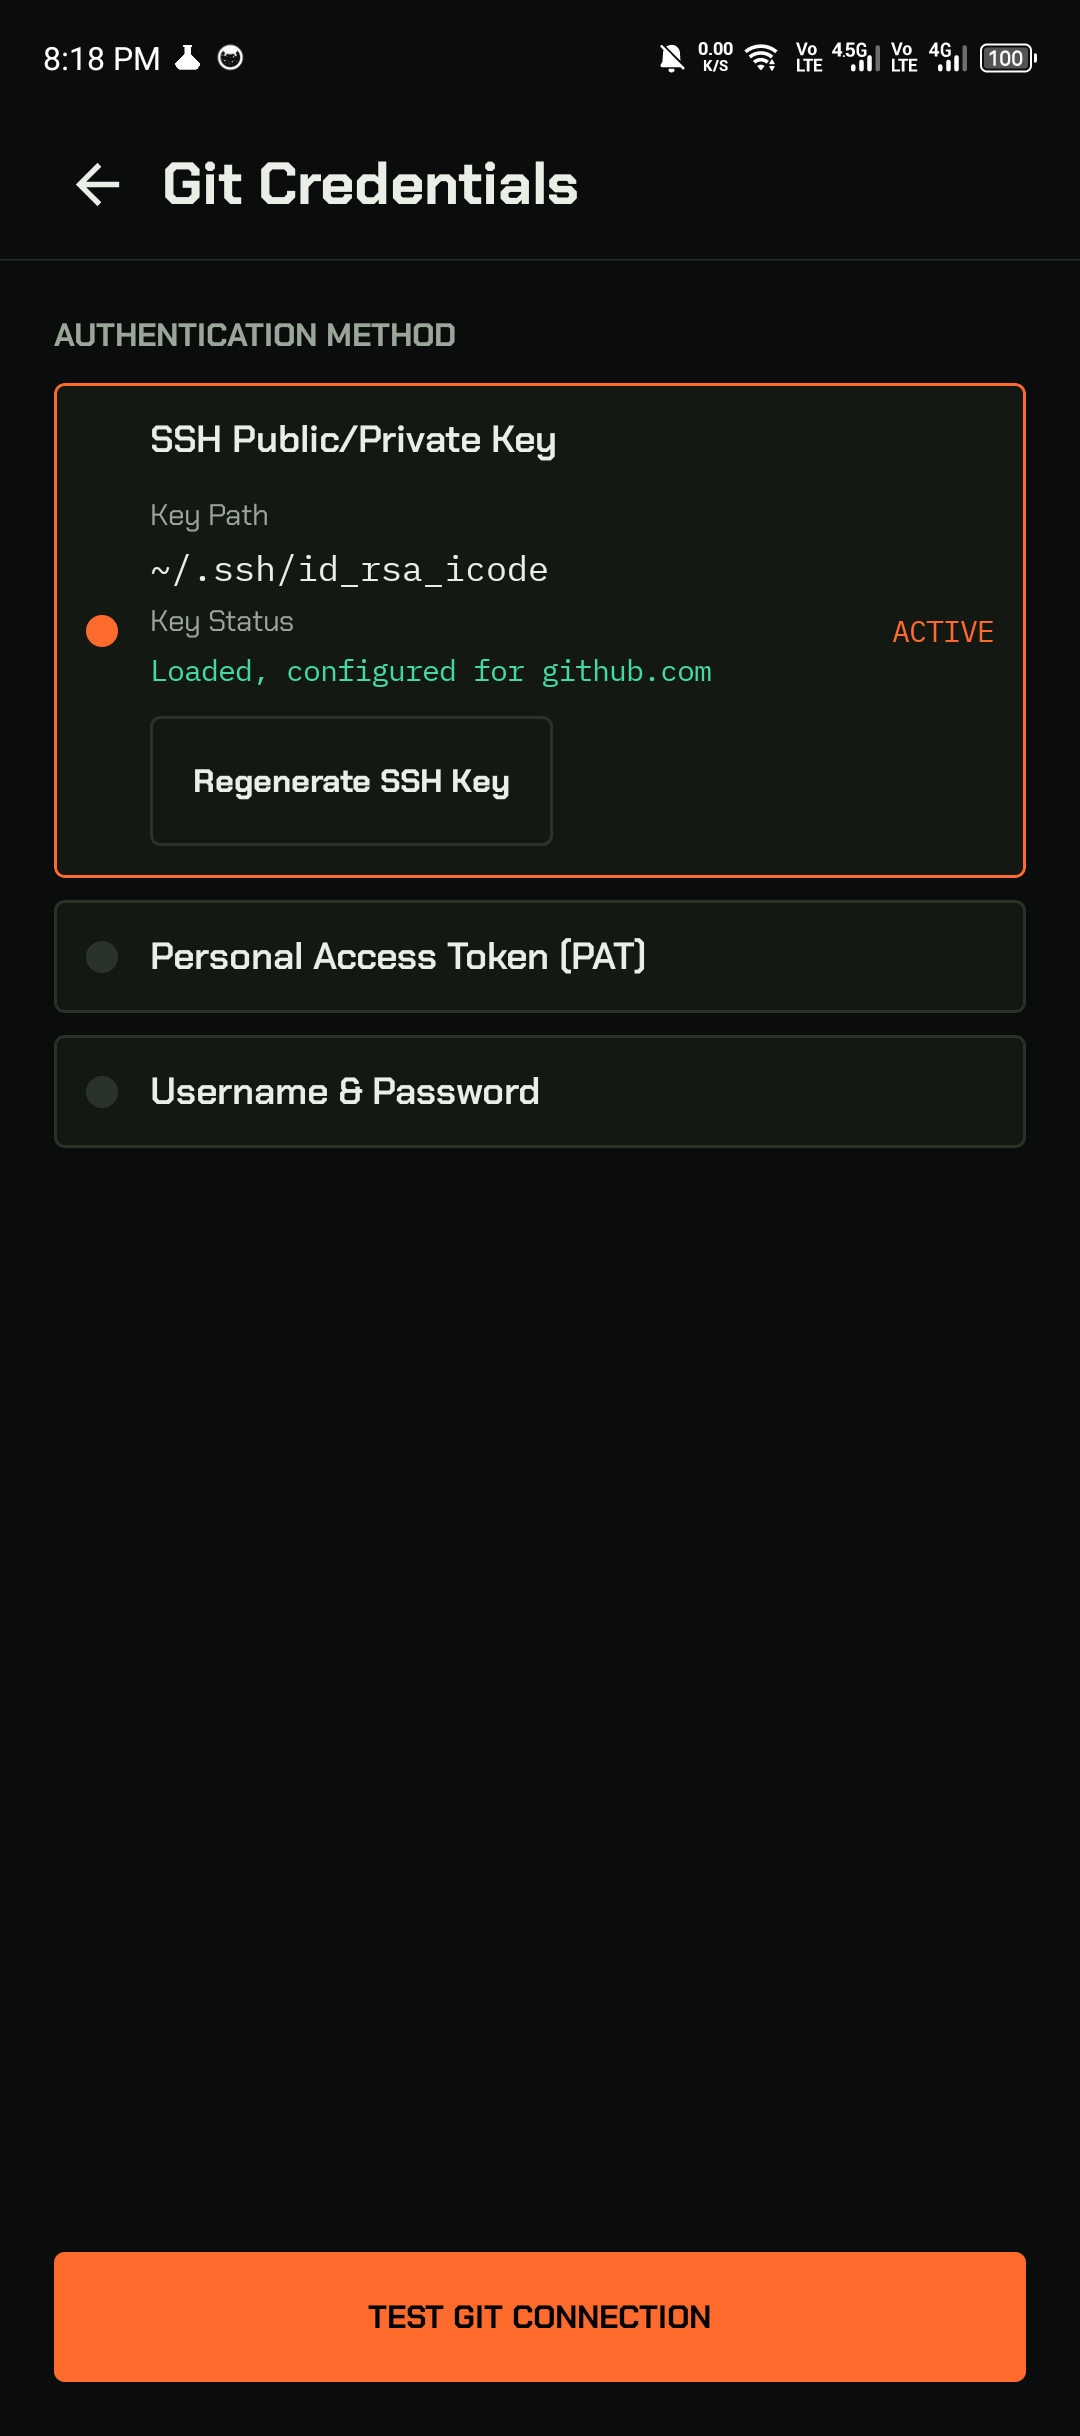 8:18 PM
0.00 K/S
Vo LTE
4.5G
Vo LTE
4G
100
Git Credentials
AUTHENTICATION METHOD
SSH Public/Private Key
Key Path
~/.ssh/id_rsa_icode
Key Status
ACTIVE
Loaded, configured for github.com
Regenerate SSH Key
Personal Access Token (PAT)
Username & Password
TEST GIT CONNECTION